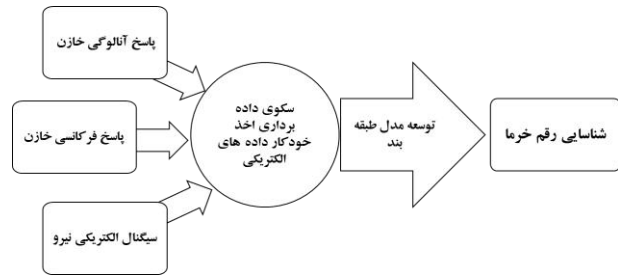 پاسخ آنالوگی خازن
پاسخ فرکانسی خازن
سیگنال الکتریکی نیرو
سکوی داده
برداری اخذ
خودکار داده های
الکتریکی
توسعه مدل طبقه
بند
شناسایی رقم خرما